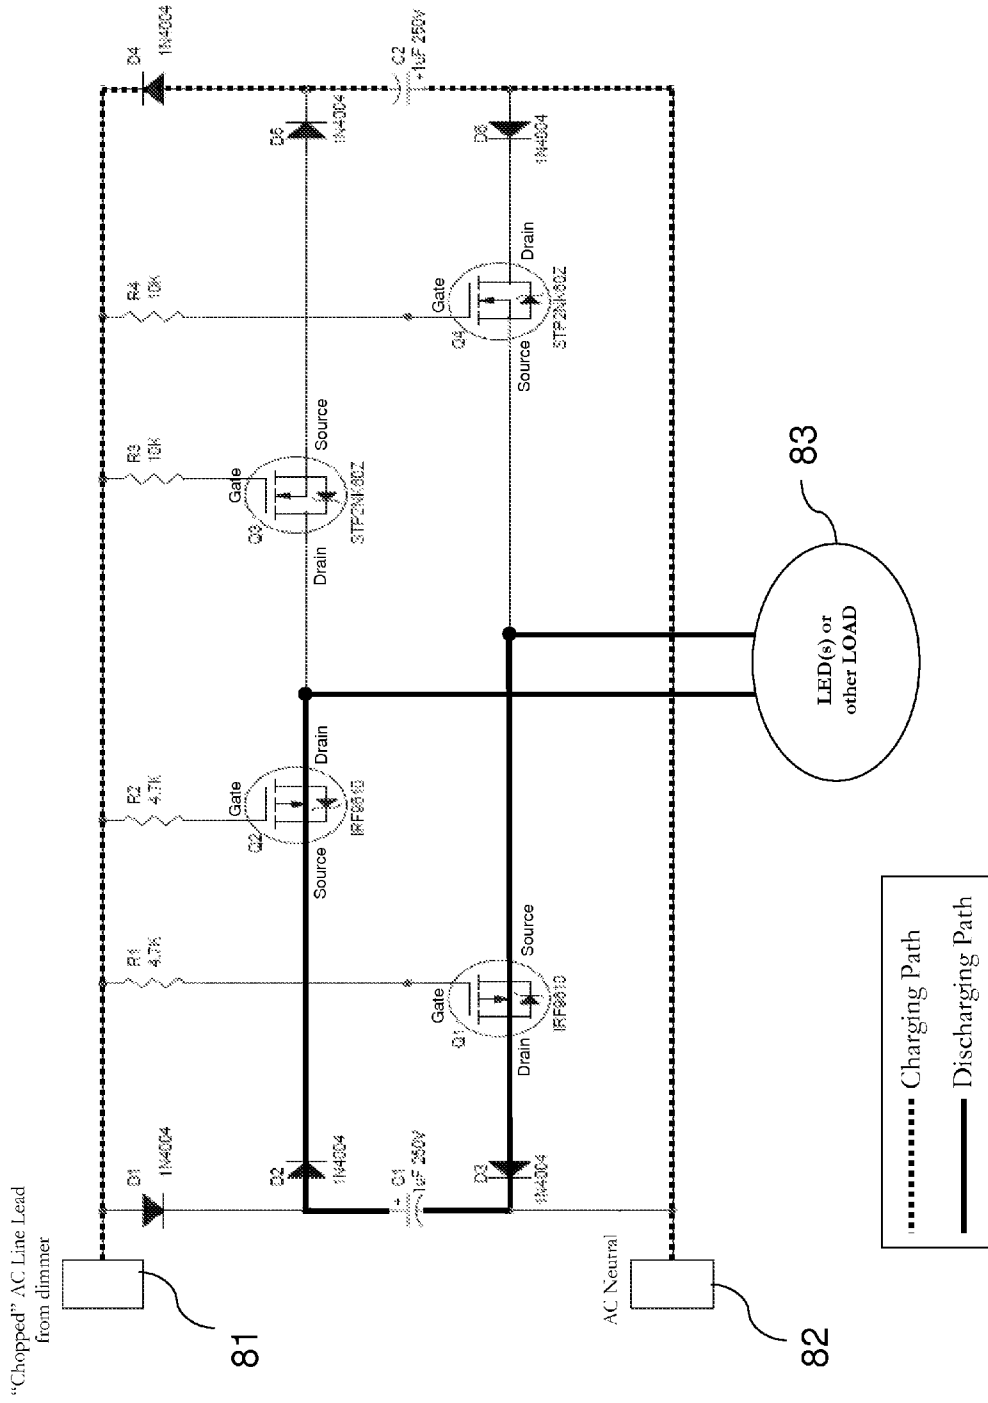 "Chopped" AC Line Lead
from dimmer
81
D1
1N4004
R1
4.7K
R2
4.7K
R3
10K
R4
10K
D4
1N4004
D2
1N4004
Q2
Gate
Source
Drain
IRF9610
Q3
Gate
Drain
Source
STP2NK60Z
D5
1N4004
C1
+
1uF 250V
C2
+1uF 250V
D3
1N4004
Q1
Gate
Drain
Source
IRF9610
Q4
Gate
Source
Drain
STP2NK60Z
D6
1N4004
AC Neutral
82
LED(s) or
other LOAD
83
Charging Path
Discharging Path